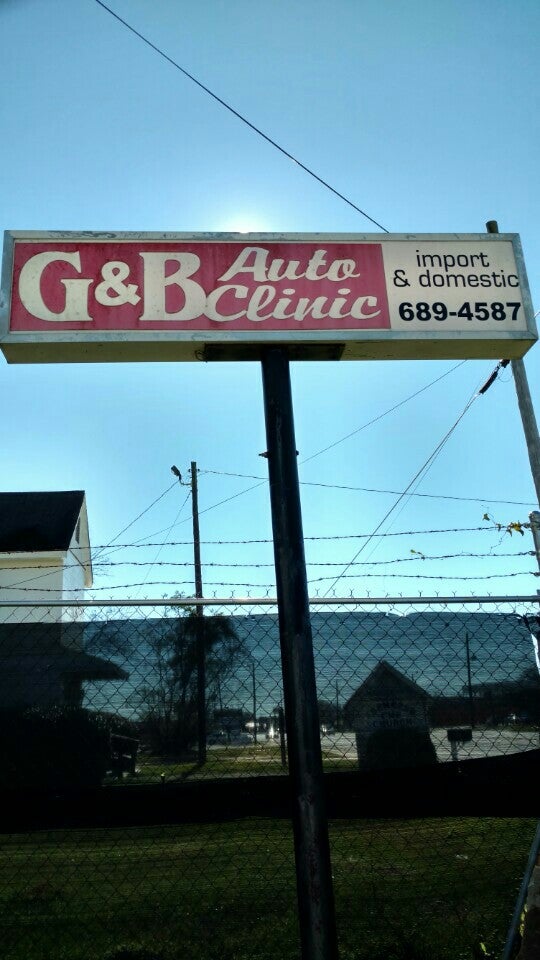 G&B Auto Clinic
import & domestic
689-4587